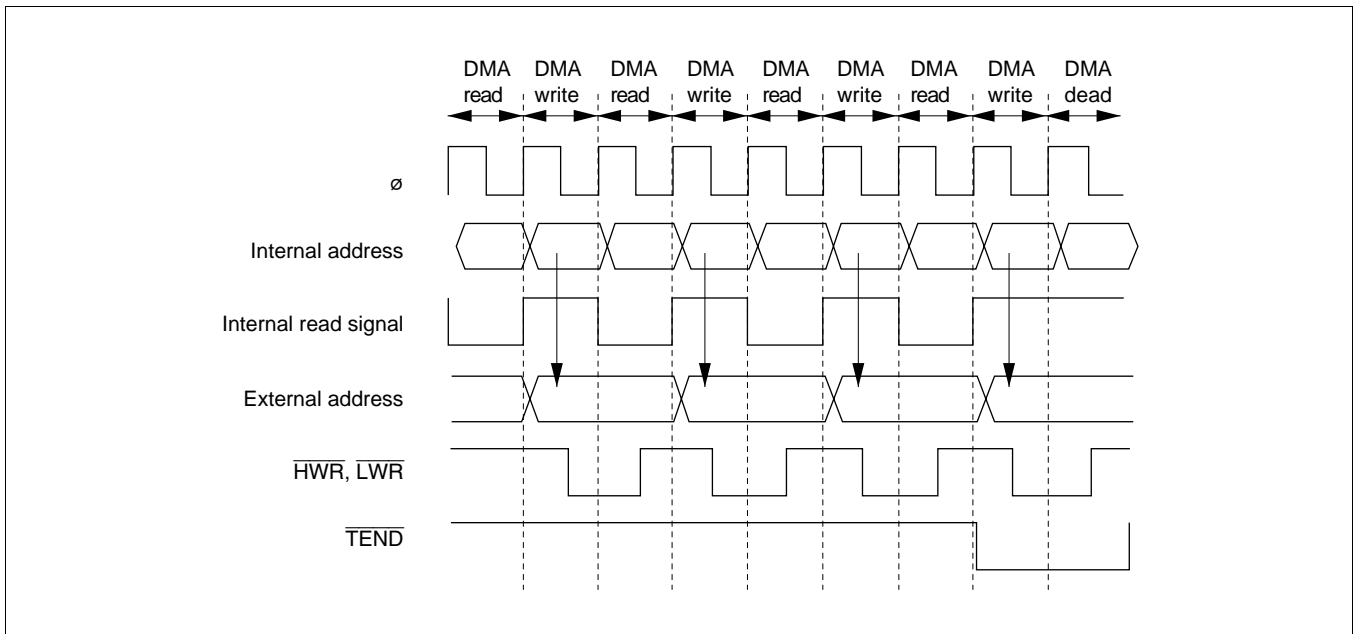 DMA DMA DMA DMA DMA DMA DMA DMA DMA
read write read write read write read write dead
ø
Internal address
Internal read signal
External address
HWR, LWR
TEND